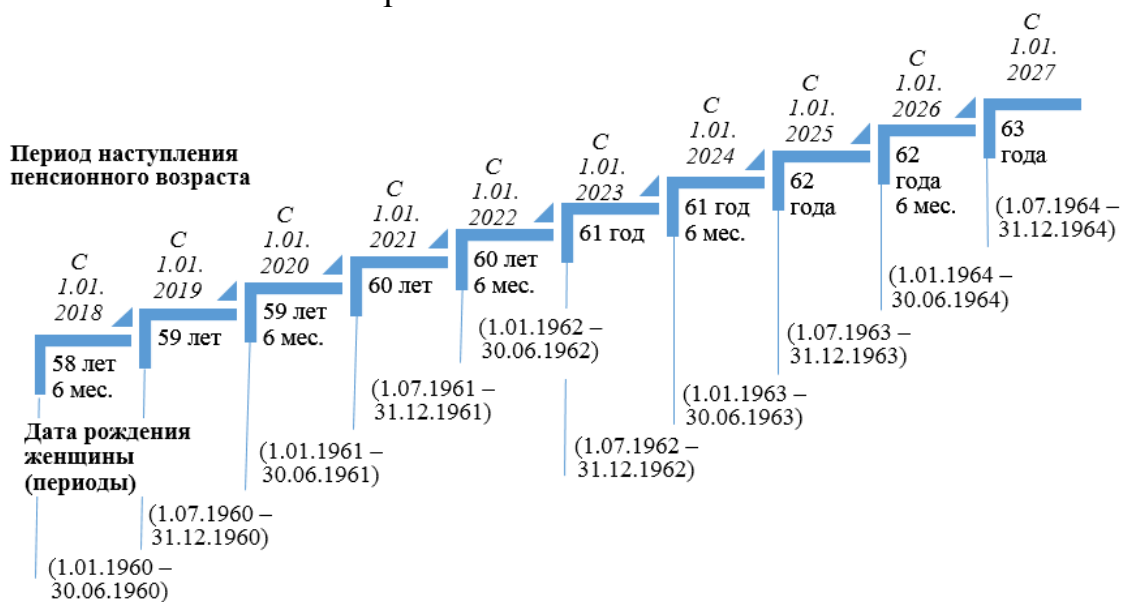 Период наступления
пенсионного возраста
С
1.01.
2018
58 лет
6 мес.
С
1.01.
2019
59 лет
С
1.01.
2020
59 лет
6 мес.
С
1.01.
2021
60 лет
С
1.01.
2022
60 лет
6 мес.
С
1.01.
2023
61 год
С
1.01.
2024
61 год
6 мес.
С
1.01.
2025
62
года
С
1.01.
2026
62
года
6 мес.
С
1.01.
2027
63
года
Дата рождения
женщины
(периоды)
(1.01.1960 –
30.06.1960)
(1.07.1960 –
31.12.1960)
(1.01.1961 –
30.06.1961)
(1.07.1961 –
31.12.1961)
(1.01.1962 –
30.06.1962)
(1.07.1962 –
31.12.1962)
(1.01.1963 –
30.06.1963)
(1.07.1963 –
31.12.1963)
(1.01.1964 –
30.06.1964)
(1.07.1964 –
31.12.1964)